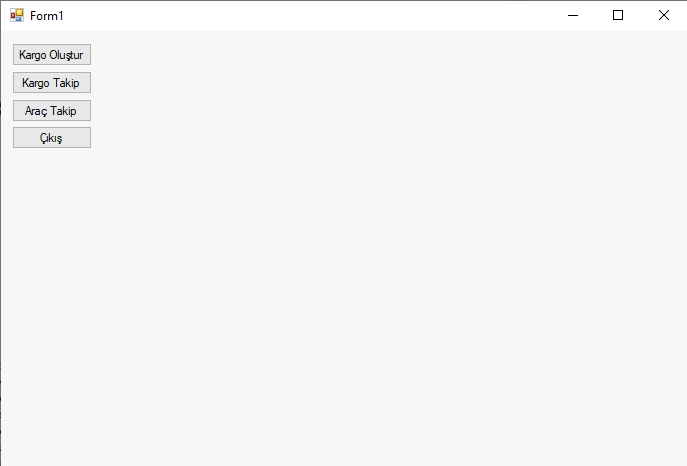 Form1
Kargo Oluştur
Kargo Takip
Araç Takip
Çıkış